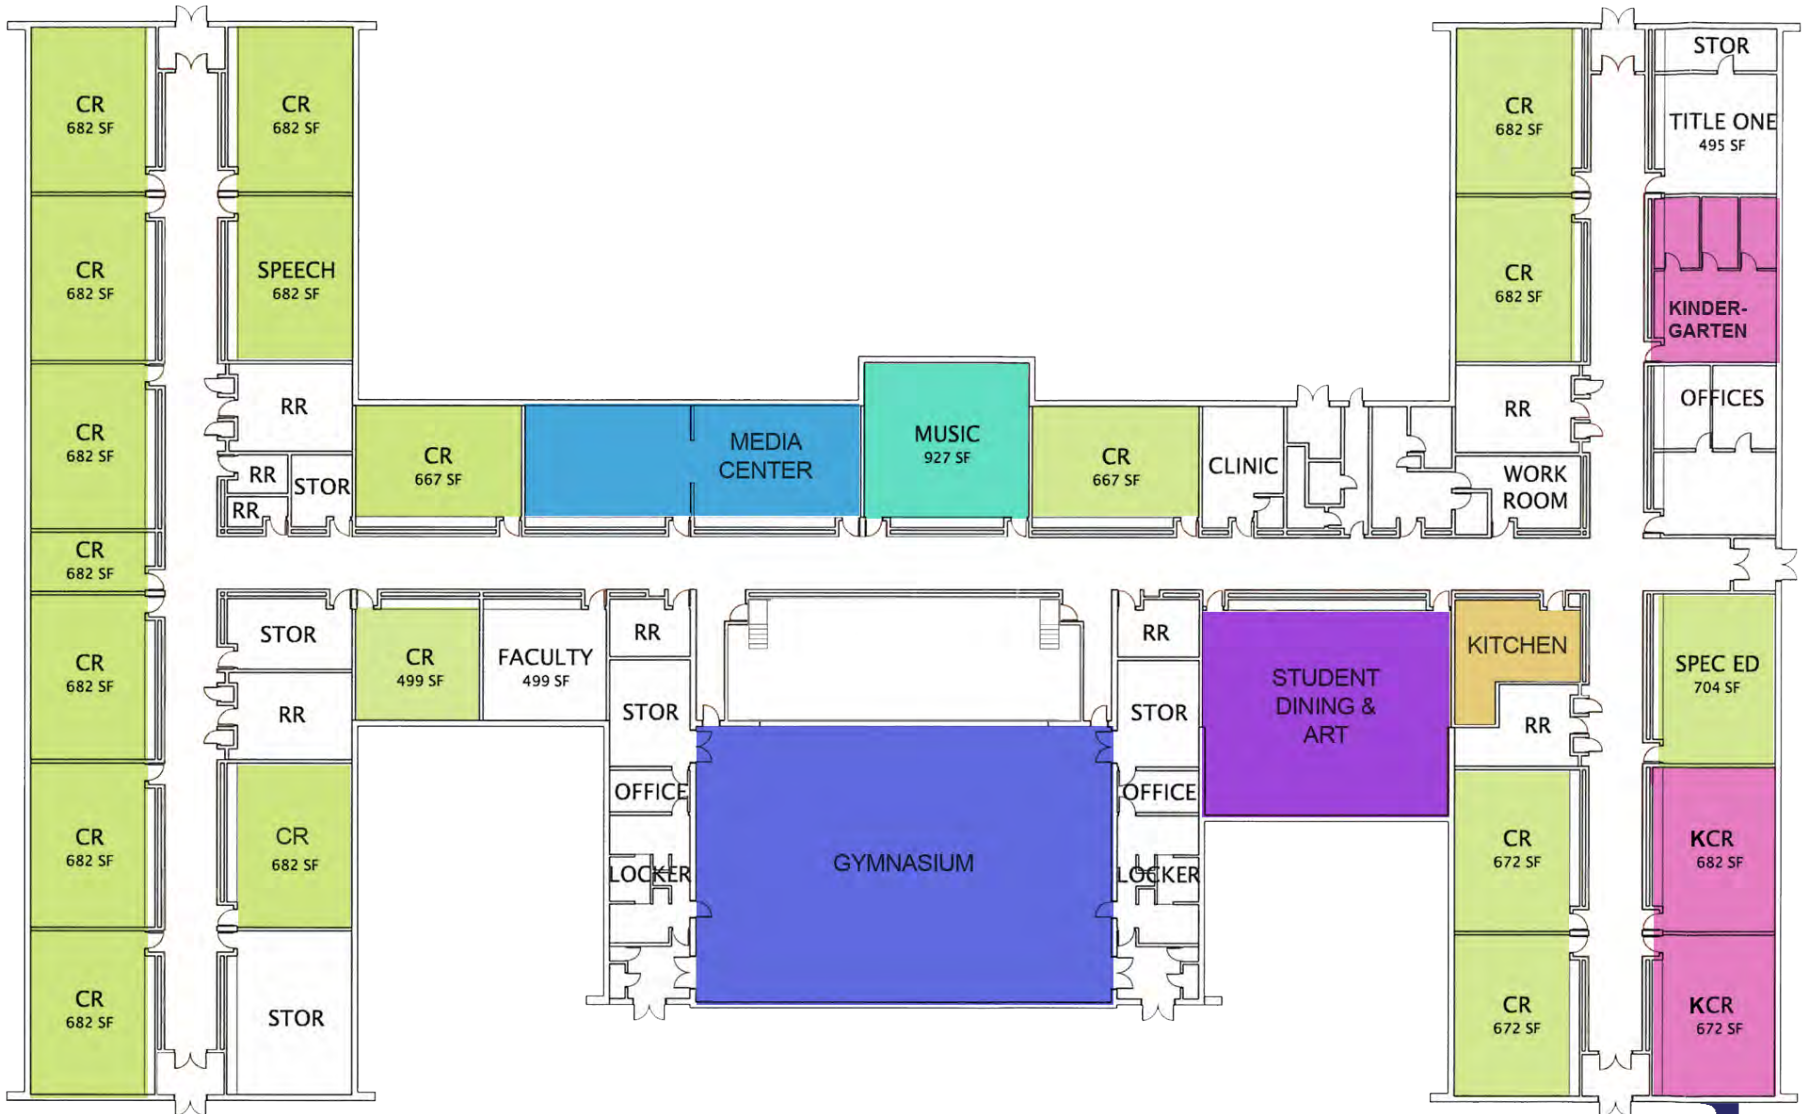 CR
682 SF
CR
682 SF
CR
682 SF
STOR
TITLE ONE
495 SF
CR
682 SF
SPEECH
682 SF
CR
682 SF
KINDER-
GARTEN
CR
682 SF
RR
RR
STOR
RR
CR
667 SF
MEDIA
CENTER
MUSIC
927 SF
CR
667 SF
CLINIC
RR
WORK
ROOM
OFFICES
CR
682 SF
CR
682 SF
STOR
RR
CR
499 SF
FACULTY
499 SF
RR
STOR
OFFICE
LOCKER
GYMNASIUM
RR
STOR
OFFICE
LOCKER
STUDENT
DINING &
ART
KITCHEN
RR
SPEC ED
704 SF
CR
682 SF
CR
682 SF
CR
672 SF
KCR
682 SF
CR
682 SF
STOR
CR
672 SF
KCR
672 SF